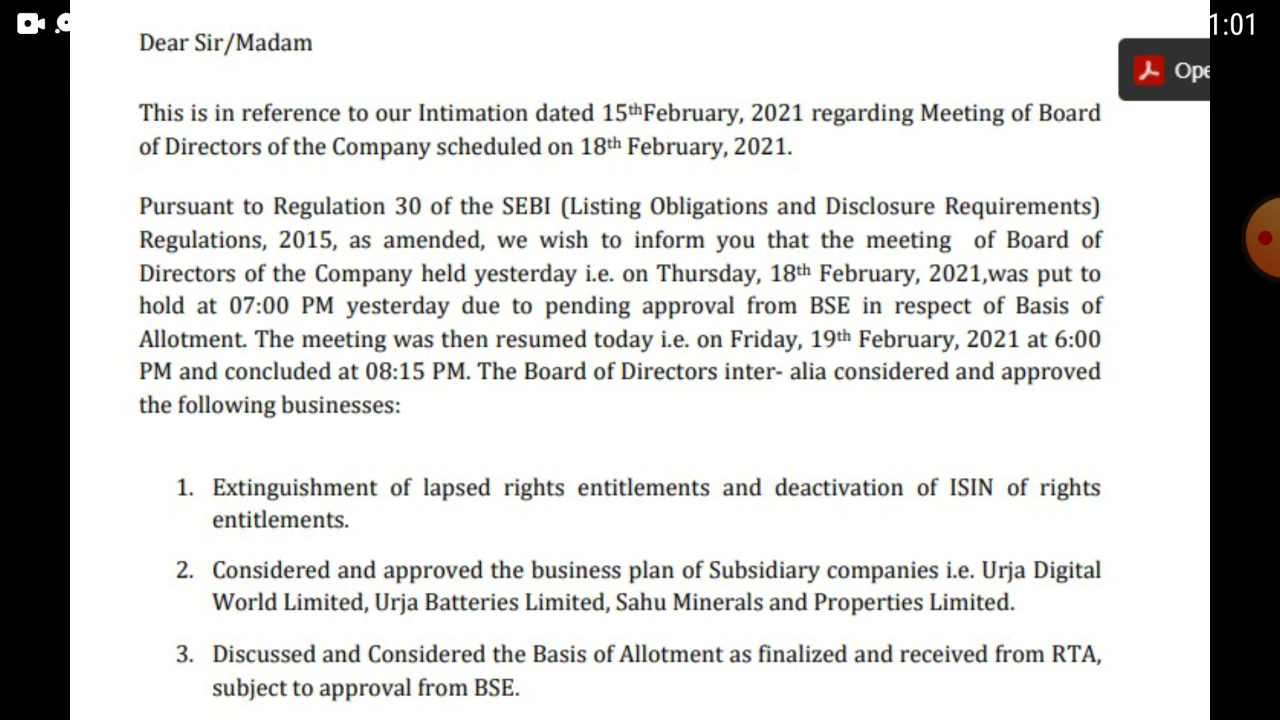 1:01
Ope
Dear Sir/Madam
This is in reference to our Intimation dated 15thFebruary, 2021 regarding Meeting of Board
of Directors of the Company scheduled on 18th February, 2021.
Pursuant to Regulation 30 of the SEBI (Listing Obligations and Disclosure Requirements)
Regulations, 2015, as amended, we wish to inform you that the meeting of Board of
Directors of the Company held yesterday i.e. on Thursday, 18th February, 2021,was put to
hold at 07:00 PM yesterday due to pending approval from BSE in respect of Basis of
Allotment. The meeting was then resumed today i.e. on Friday, 19th February, 2021 at 6:00
PM and concluded at 08:15 PM. The Board of Directors inter- alia considered and approved
the following businesses:
1. Extinguishment of lapsed rights entitlements and deactivation of ISIN of rights
entitlements.
2. Considered and approved the business plan of Subsidiary companies i.e. Urja Digital
World Limited, Urja Batteries Limited, Sahu Minerals and Properties Limited.
3. Discussed and Considered the Basis of Allotment as finalized and received from RTA,
subject to approval from BSE.